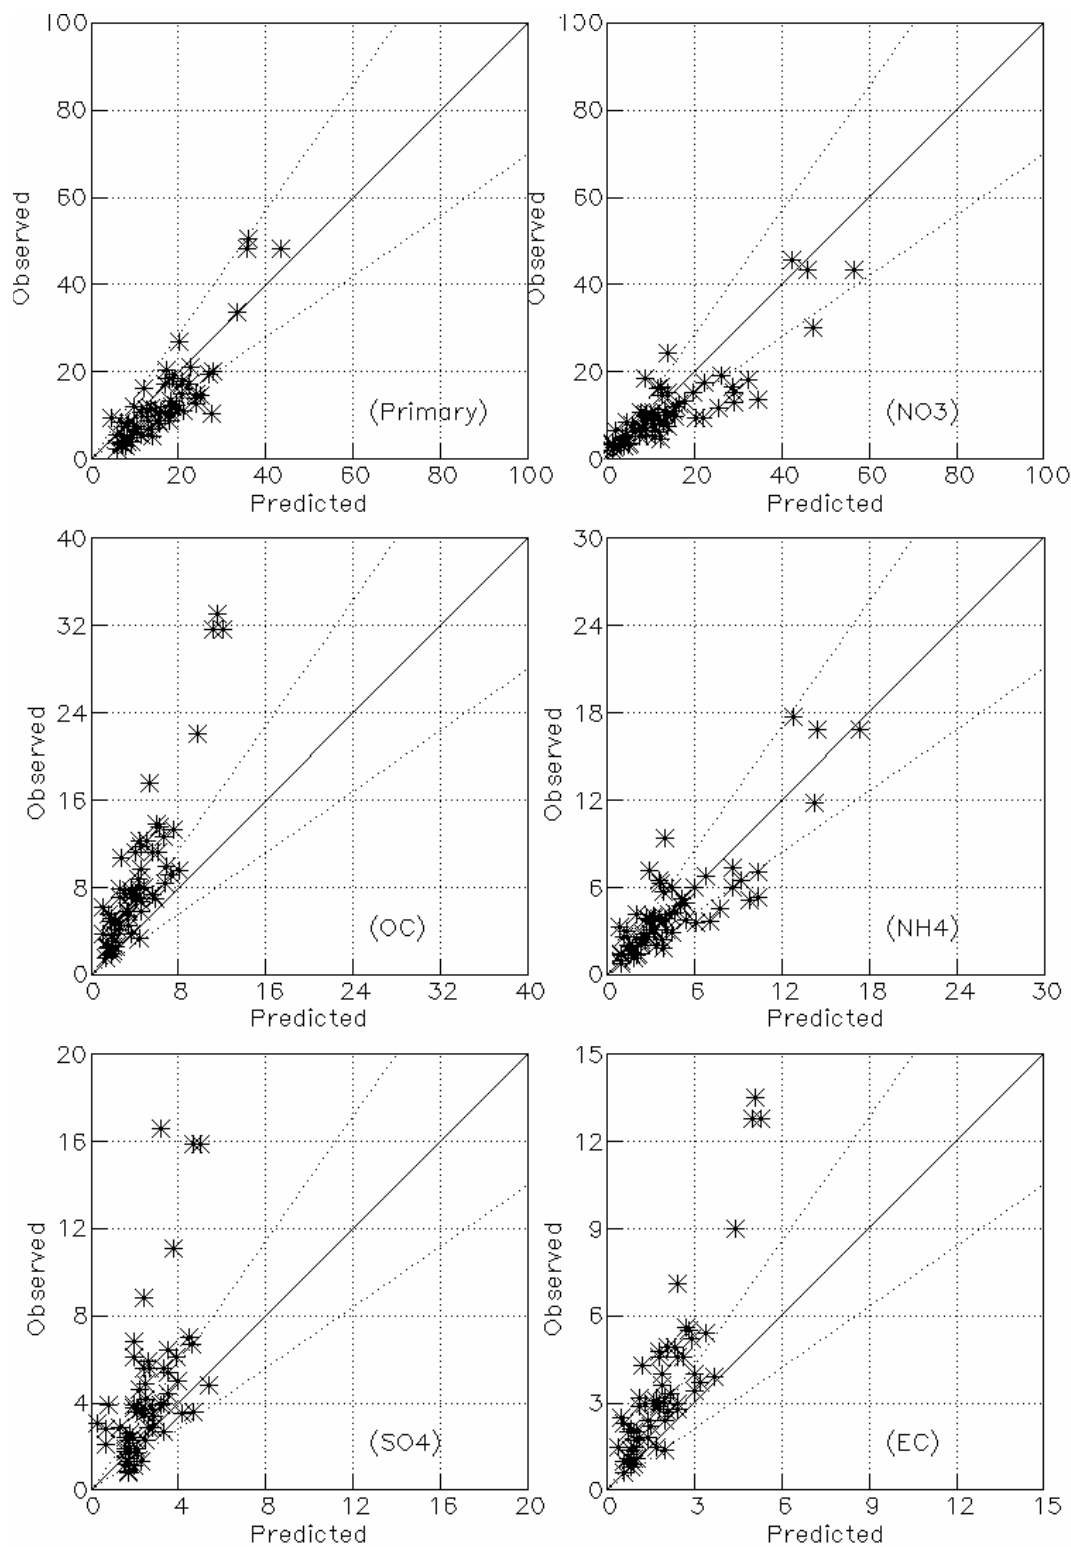 100
80
60
40
20
0
Observed
(Primary)
0 20 40 60 80 100
Predicted
100
80
60
40
20
0
Observed
(NO3)
0 20 40 60 80 100
Predicted
40
32
24
16
8
0
Observed
(OC)
0 8 16 24 32 40
Predicted
30
24
18
12
6
0
Observed
(NH4)
0 6 12 18 24 30
Predicted
20
16
12
8
4
0
Observed
(SO4)
0 4 8 12 16 20
Predicted
15
12
9
6
3
0
Observed
(EC)
0 3 6 9 12 15
Predicted